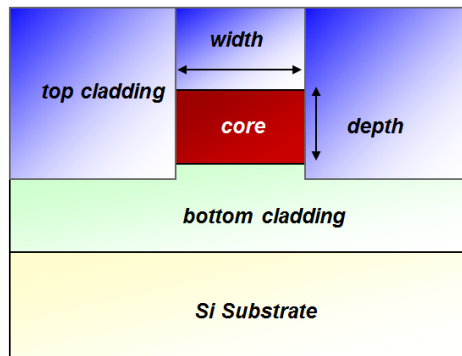 width
top cladding
core
depth
bottom cladding
Si Substrate